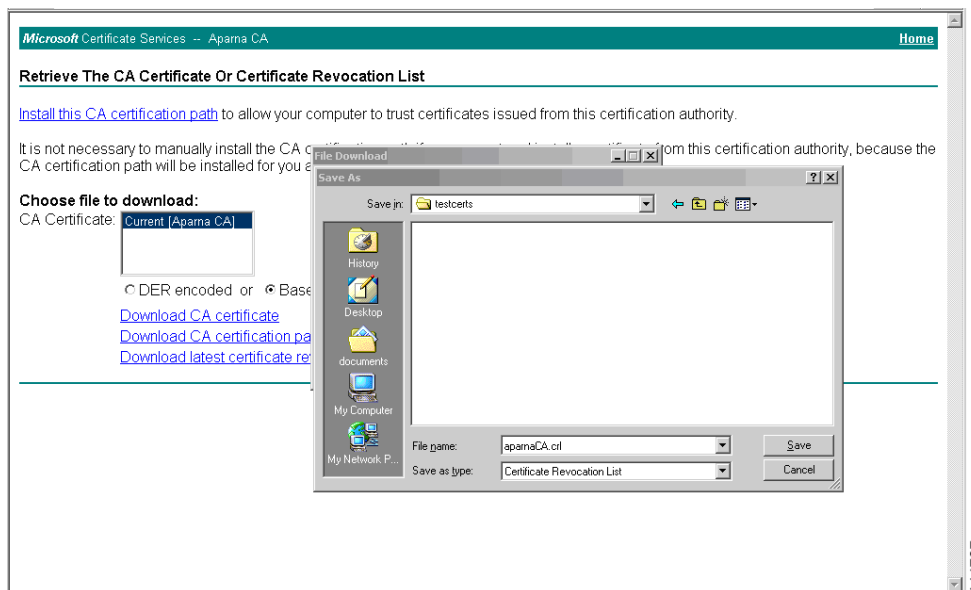 Microsoft Certificate Services -- Aparna CA Home
Retrieve The CA Certificate Or Certificate Revocation List
Install this CA certification path to allow your computer to trust certificates issued from this certification authority.
It is not necessary to manually install the CA from this certification authority, because the
CA certification path will be installed for you
Choose file to download:
CA Certificate:
Current [Aparna CA]
DER encoded or Base
Download CA certificate
Download CA certification pa
Download latest certificate re
File Download
Save As
Save in: testcerts
History
Desktop
documents
My Computer
My Network P...
File name: aparnaCA.crl Save
Save as type: Certificate Revocation List Cancel